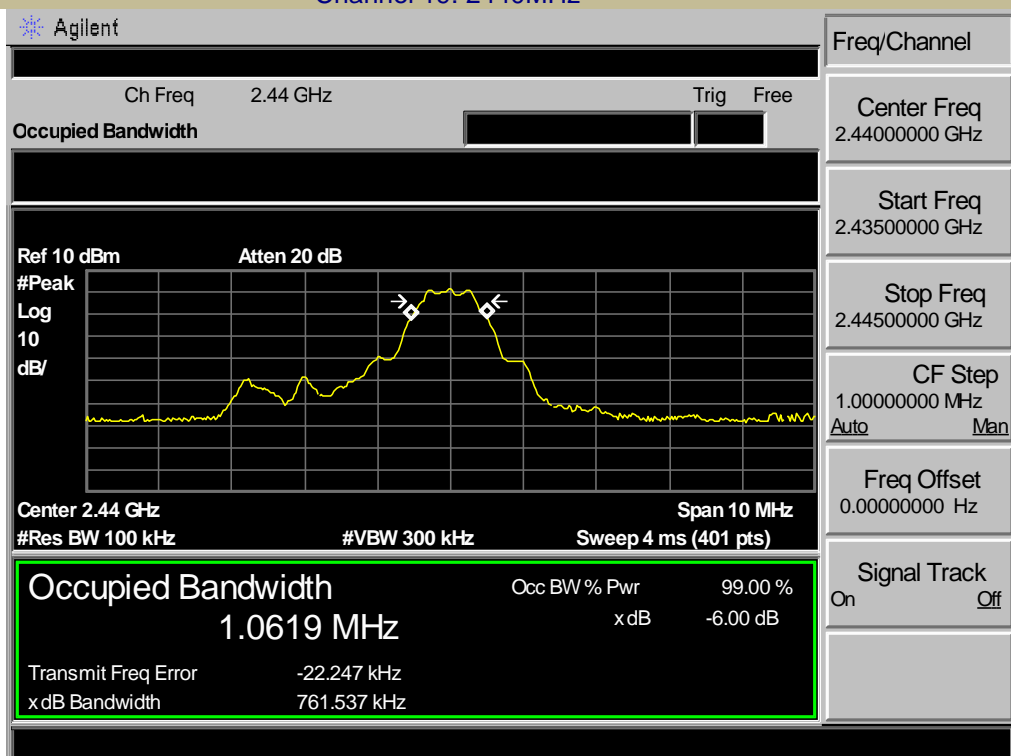 Agilent
Freq/Channel
Ch Freq 2.44 GHz Trig Free
Occupied Bandwidth
Center Freq
2.44000000 GHz
Start Freq
2.43500000 GHz
Stop Freq
2.44500000 GHz
CF Step
1.00000000 MHz
Auto Man
Freq Offset
0.00000000 Hz
Signal Track
On Off
Ref 10 dBm Atten 20 dB
#Peak
Log
10
dB/
Center 2.44 GHz Span 10 MHz
#Res BW 100 kHz #VBW 300 kHz Sweep 4 ms (401 pts)
Occupied Bandwidth
1.0619 MHz
Occ BW % Pwr 99.00 %
x dB -6.00 dB
Transmit Freq Error -22.247 kHz
x dB Bandwidth 761.537 kHz